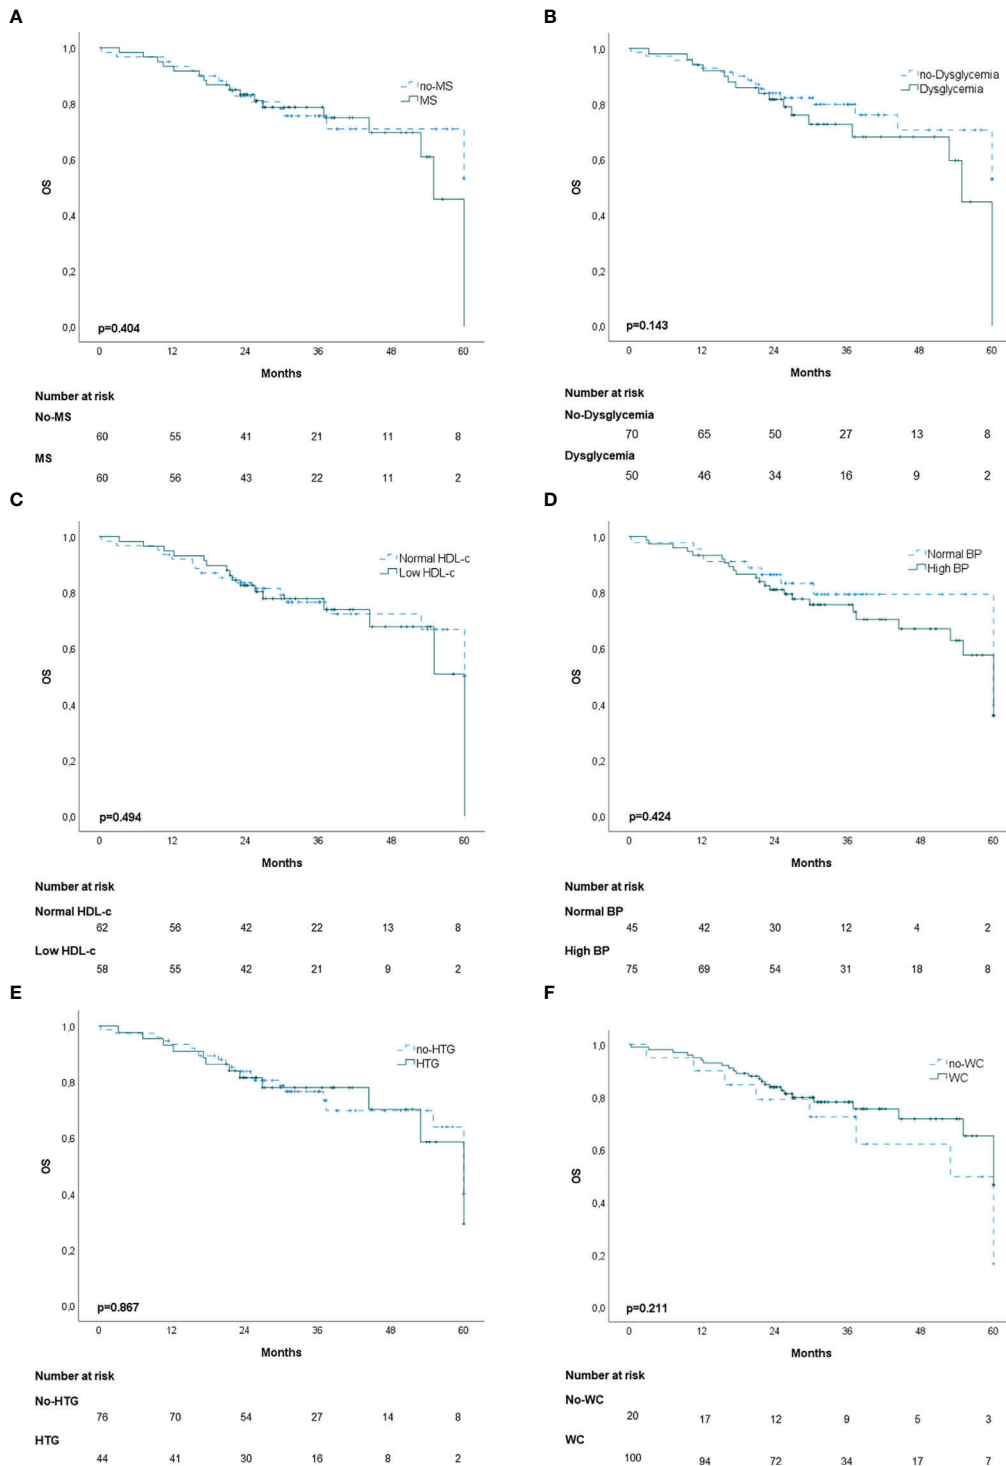 A
1,0
0,8
0,6
0,4
0,2
0,0
OS
no-MS
MS
p=0.404
0 12 24 36 48 60
Months
Number at risk
No-MS
60 55 41 21 11 8
MS
60 56 43 22 11 2
B
1,0
0,8
0,6
0,4
0,2
0,0
OS
no-Dysglycemia
Dysglycemia
p=0.143
0 12 24 36 48 60
Months
Number at risk
No-Dysglycemia
70 65 50 27 13 8
Dysglycemia
50 46 34 16 9 2
C
1,0
0,8
0,6
0,4
0,2
0,0
OS
Normal HDL-c
Low HDL-c
p=0.494
0 12 24 36 48 60
Months
Number at risk
Normal HDL-c
62 56 42 22 13 8
Low HDL-c
58 55 42 21 9 2
D
1,0
0,8
0,6
0,4
0,2
0,0
OS
Normal BP
High BP
p=0.424
0 12 24 36 48 60
Months
Number at risk
Normal BP
45 42 30 12 4 2
High BP
75 69 54 31 18 8
E
1,0
0,8
0,6
0,4
0,2
0,0
OS
no-HTG
HTG
p=0.867
0 12 24 36 48 60
Months
Number at risk
No-HTG
76 70 54 27 14 8
HTG
44 41 30 16 8 2
F
1,0
0,8
0,6
0,4
0,2
0,0
OS
no-WC
WC
p=0.211
0 12 24 36 48 60
Months
Number at risk
No-WC
20 17 12 9 5 3
WC
100 94 72 34 17 7